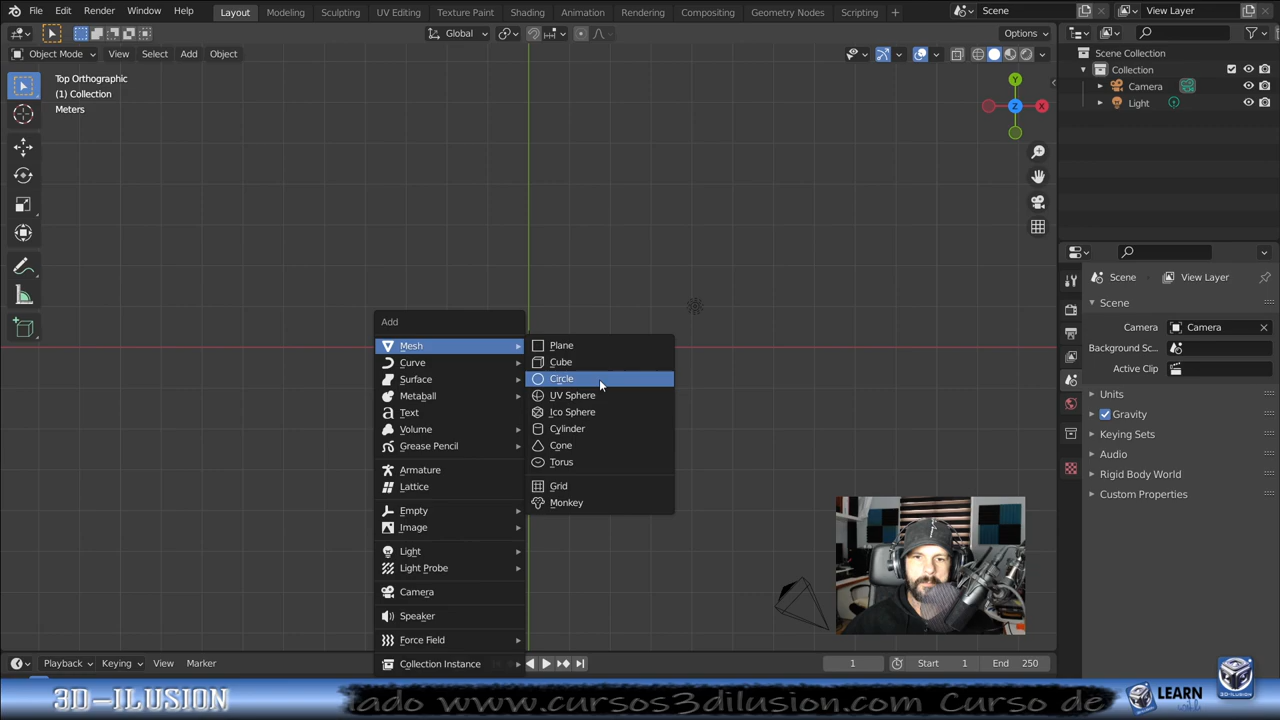 File Edit Render Window Help
Layout Modeling Sculpting UV Editing Texture Paint Shading Animation Rendering Compositing Geometry Nodes Scripting +
Scene
View Layer
Global
Options
Object Mode View Select Add Object
Top Orthographic
(1) Collection
Meters
Y
Z
X
Add
Mesh
Curve
Surface
Metaball
Text
Volume
Grease Pencil
Armature
Lattice
Empty
Image
Light
Light Probe
Camera
Speaker
Force Field
Collection Instance
Plane
Cube
Circle
UV Sphere
Ico Sphere
Cylinder
Cone
Torus
Grid
Monkey
Scene Collection
Collection
Camera
Light
Scene View Layer
Scene
Camera Camera
Background Sc...
Active Clip
Units
Gravity
Keying Sets
Audio
Rigid Body World
Custom Properties
Playback Keying View Marker
1 Start 1 End 250
3D-ILUSION
lado www.cursos3dilusion.com Curso de
LEARN